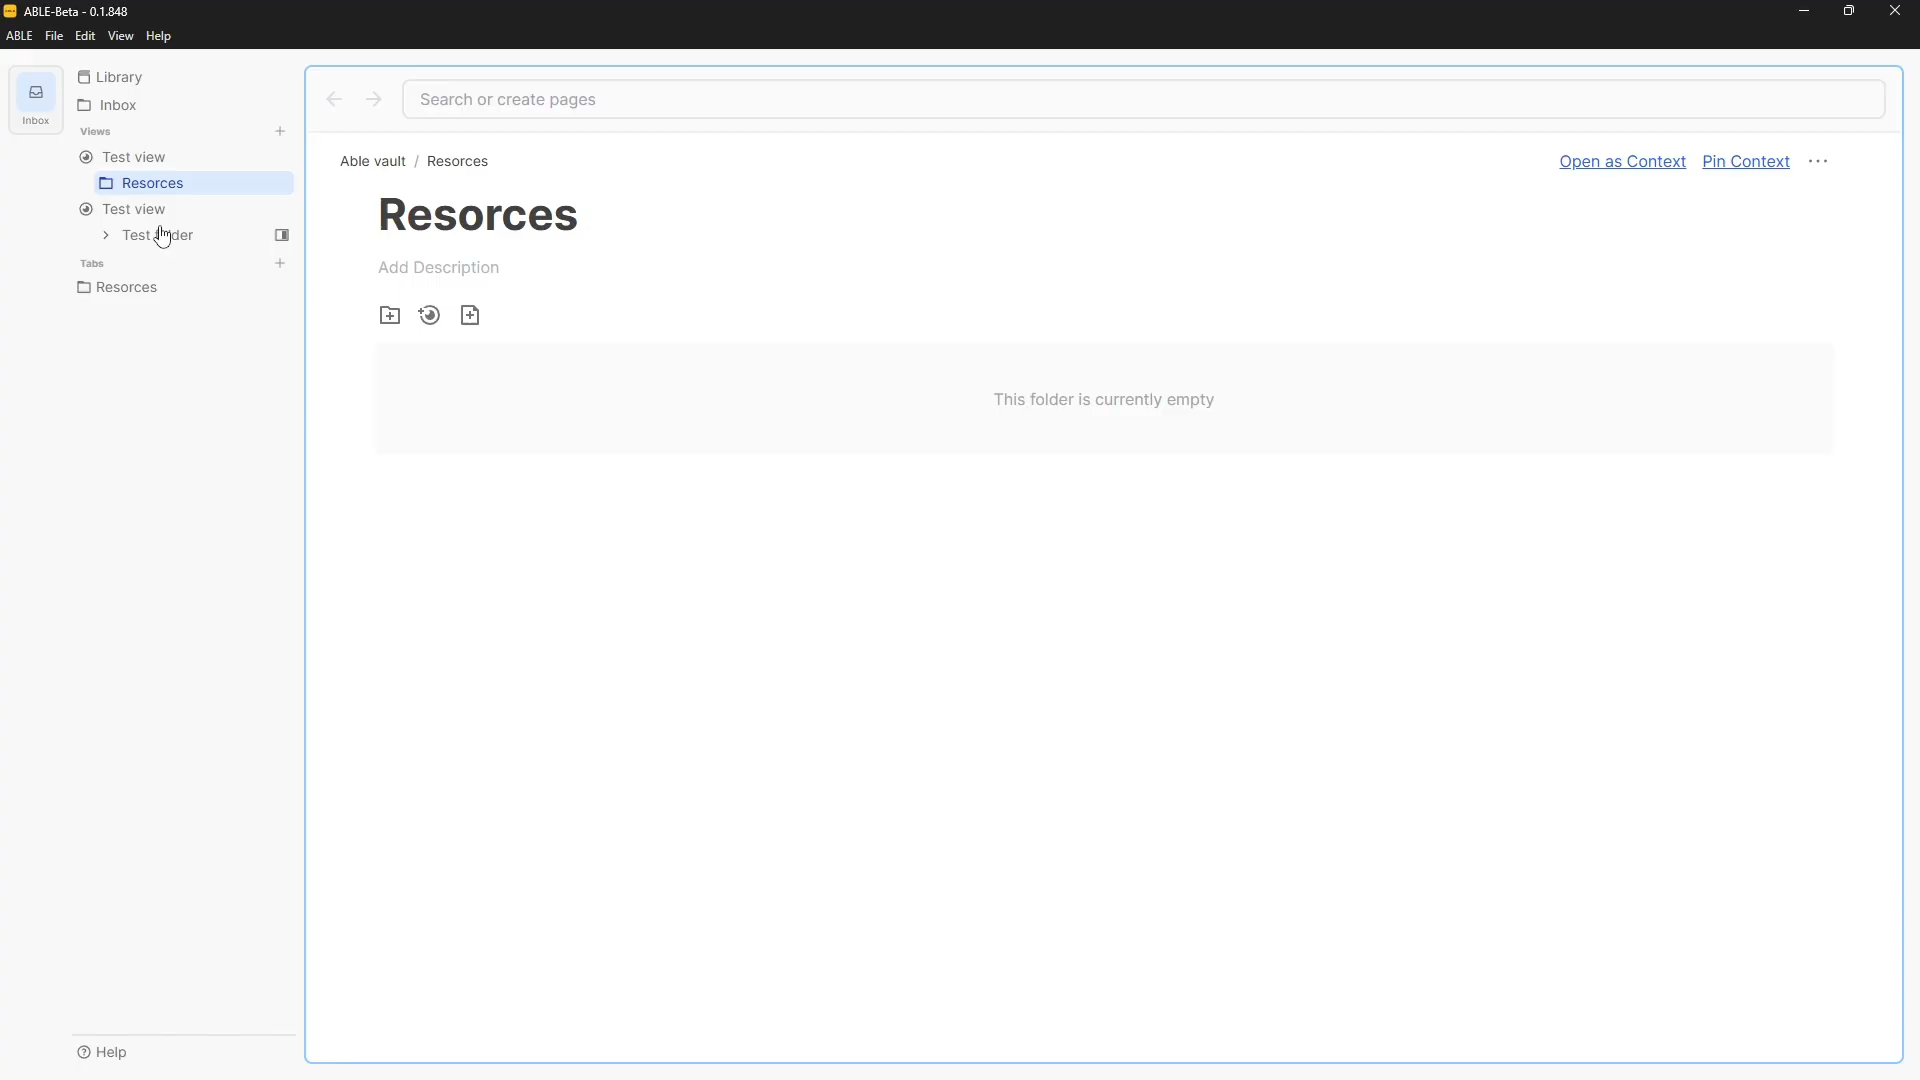 ABLE-Beta - 0.1.848
ABLE File Edit View Help
Library
Inbox
Inbox
Views
Test view
Resorces
Test view
Test
Tabs
Resorces
Help
Search or create pages
Able vault / Resorces
Open as Context Pin Context ...
Resorces
Add Description
This folder is currently empty